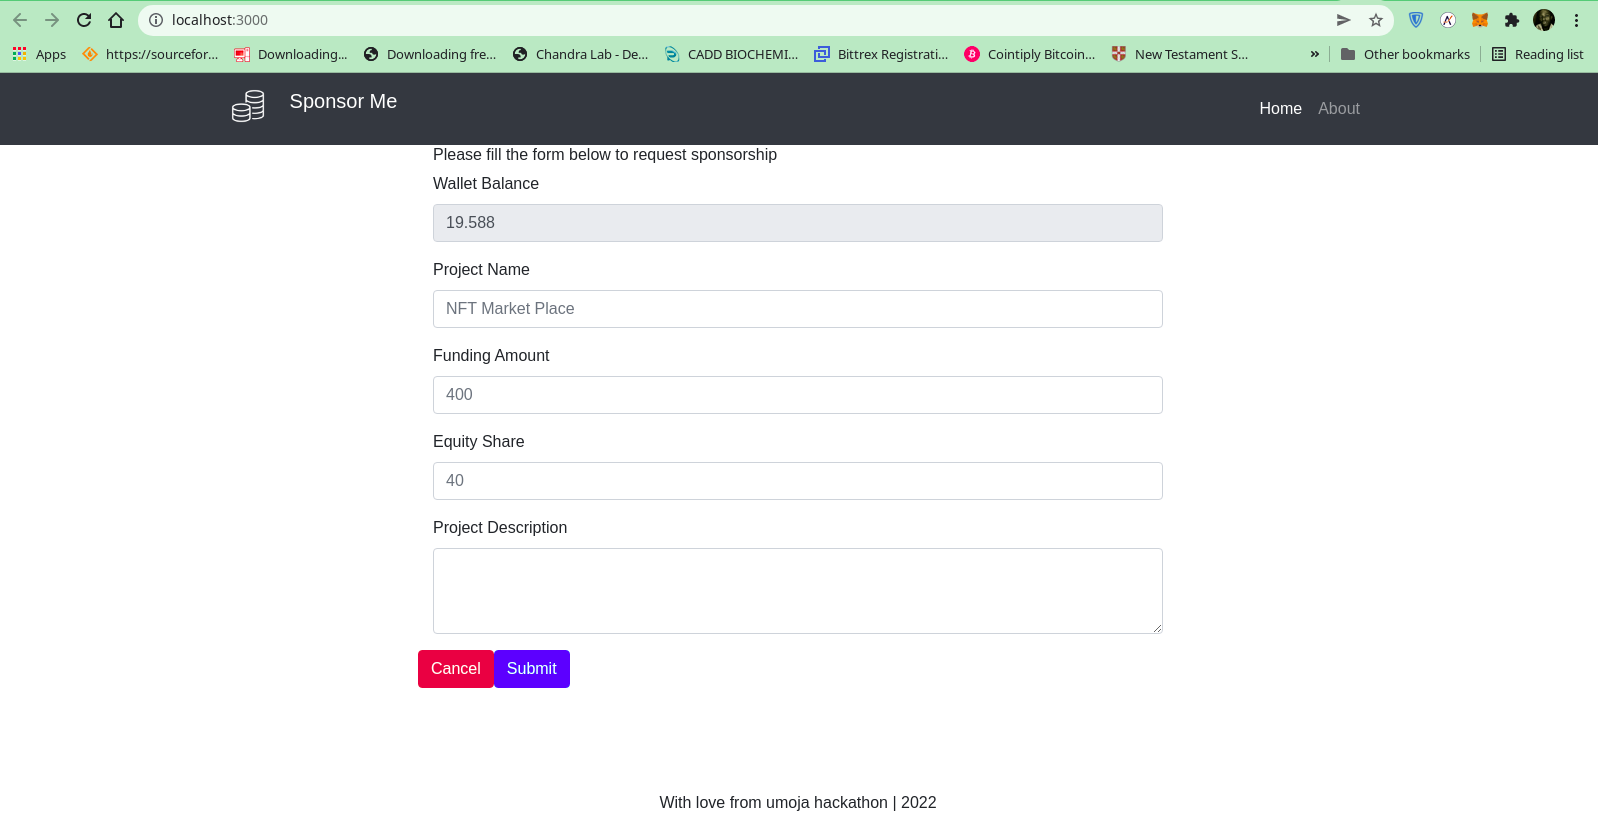 localhost:3000
Apps https://sourcefor... Downloading... Downloading fre... Chandra Lab - De... CADD BIOCHEMI... Bittrex Registrati... Cointiply Bitcoin... New Testament S... » Other bookmarks Reading list
Sponsor Me Home About
Please fill the form below to request sponsorship
Wallet Balance
19.588
Project Name
NFT Market Place
Funding Amount
400
Equity Share
40
Project Description
Cancel Submit
With love from umoja hackathon | 2022